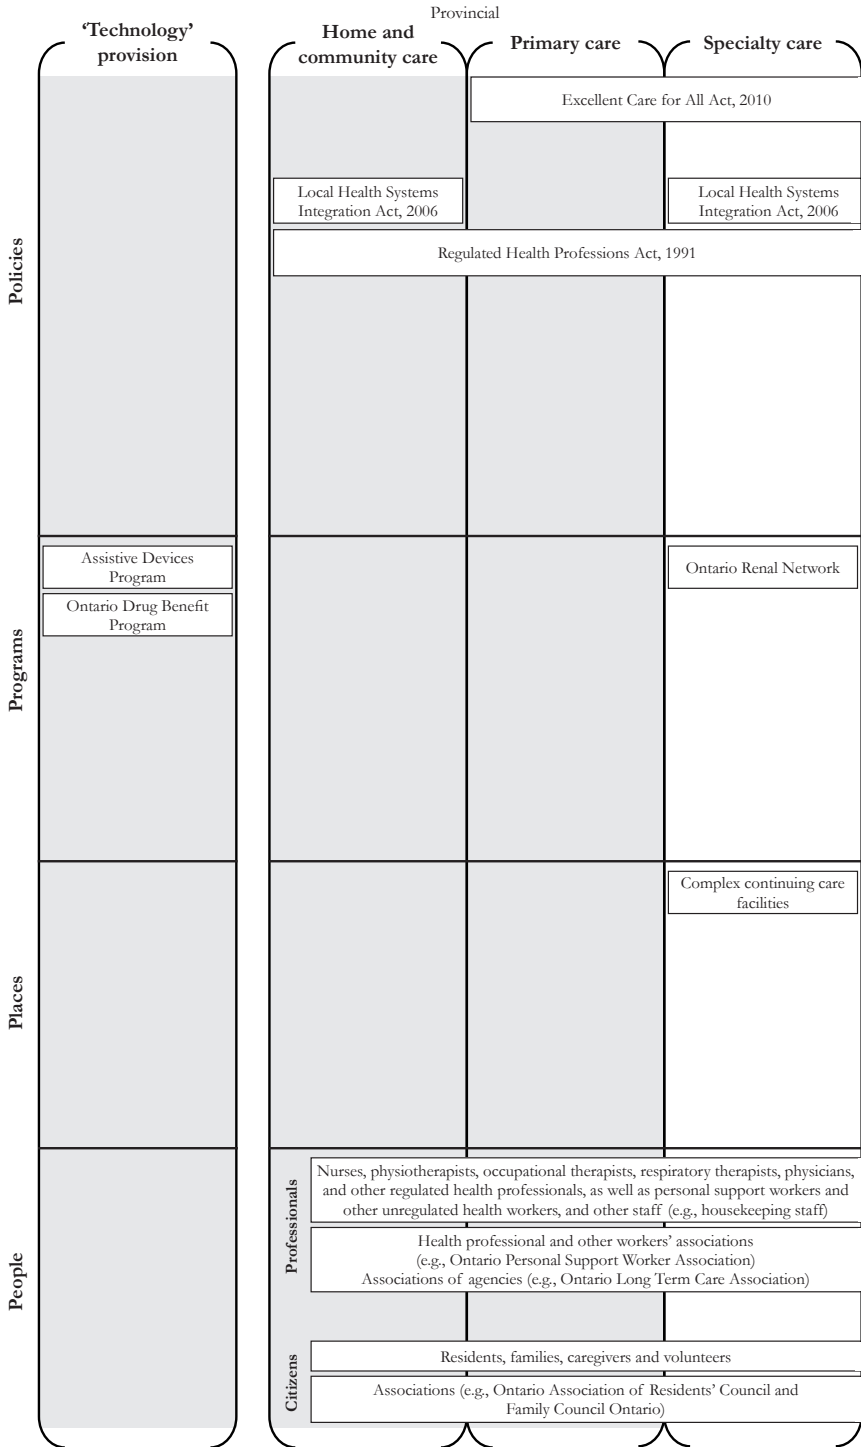 Provincial
‘Technology’
provision
Home and
community care
Primary care
Specialty care
Policies
Excellent Care for All Act, 2010
Local Health Systems
Integration Act, 2006
Local Health Systems
Integration Act, 2006
Regulated Health Professions Act, 1991
Programs
Assistive Devices
Program
Ontario Drug Benefit
Program
Ontario Renal Network
Places
Complex continuing care
facilities
People
Professionals
Nurses, physiotherapists, occupational therapists, respiratory therapists, physicians,
and other regulated health professionals, as well as personal support workers and
other unregulated health workers, and other staff (e.g., housekeeping staff)
Health professional and other workers’ associations
(e.g., Ontario Personal Support Worker Association)
Associations of agencies (e.g., Ontario Long Term Care Association)
Citizens
Residents, families, caregivers and volunteers
Associations (e.g., Ontario Association of Residents’ Council and
Family Council Ontario)